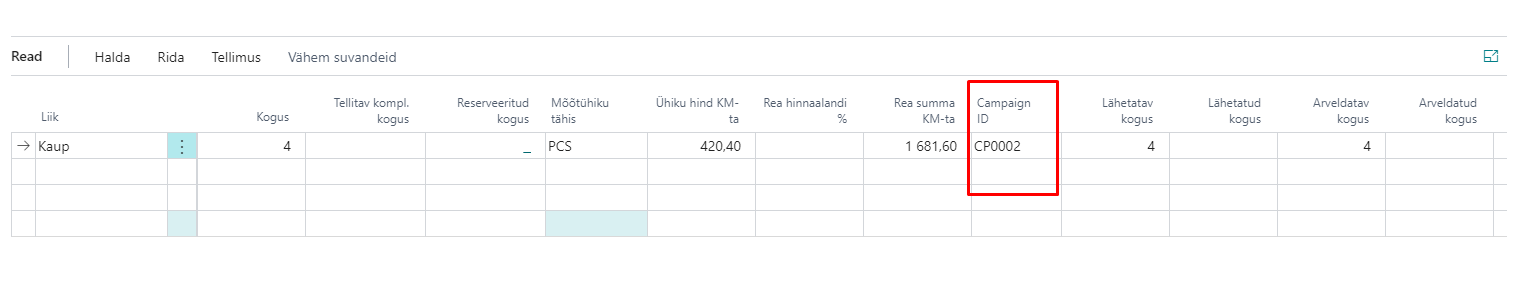 Read Halda Rida Tellimus Vähem suvandeid
Liik Kogus Tellitav kompl. kogus Reserveeritud kogus Mõõtühiku tähis Ühiku hind KM-ta Rea hinnaalandi % Rea summa KM-ta Campaign ID Lähetatav kogus Lähetatud kogus Arveldatav kogus Arveldatud kogus
Kaup 4 _ PCS 420,40 1 681,60 CP0002 4 4